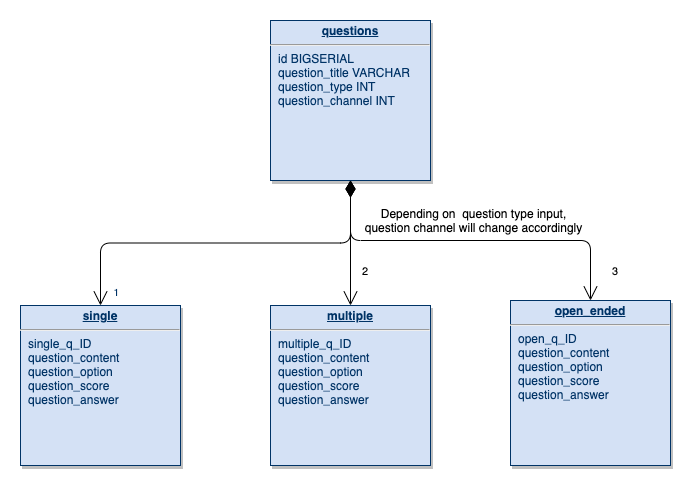 questions
id BIGSERIAL
question_title VARCHAR
question_type INT
question_channel INT
Depending on question type input,
question channel will change accordingly
1
2
3
single
single_q_ID
question_content
question_option
question_score
question_answer
multiple
multiple_q_ID
question_content
question_option
question_score
question_answer
open_ended
open_q_ID
question_content
question_option
question_score
question_answer